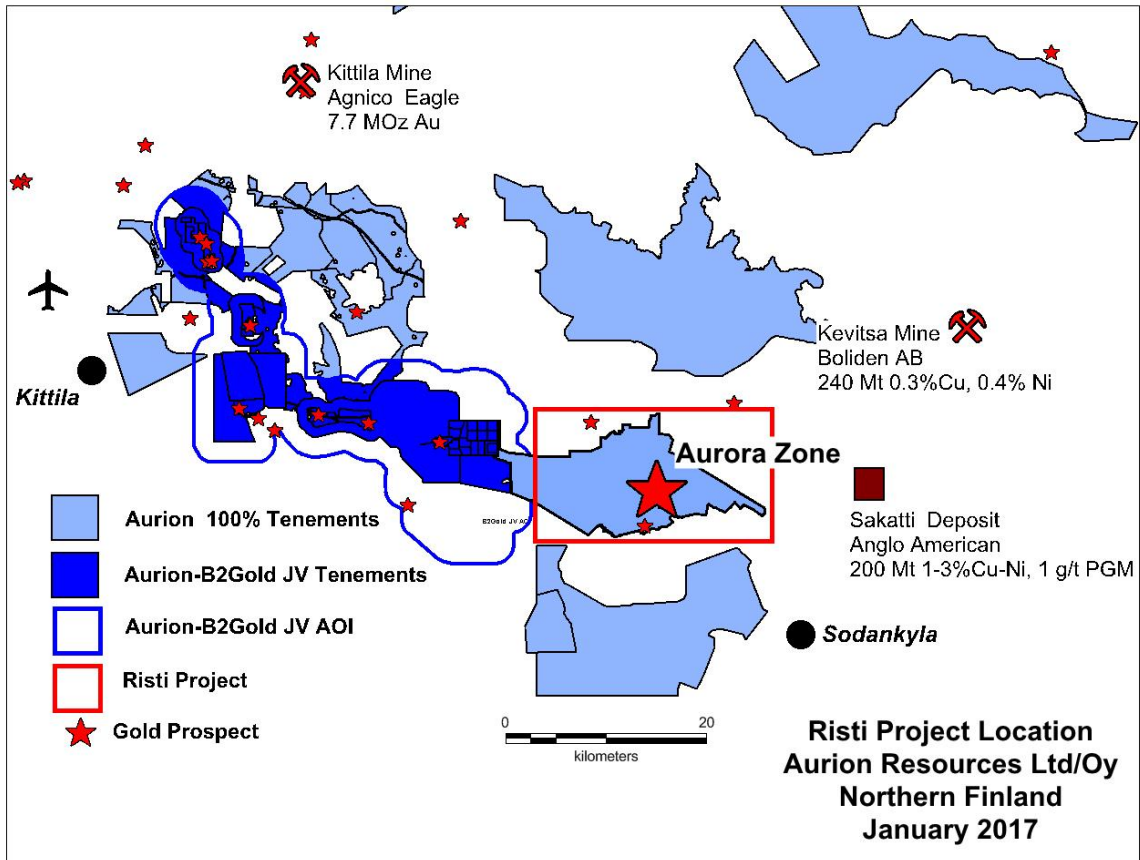 Kittila Mine
Agnico Eagle
7.7 MOz Au
Kevitsa Mine
Boliden AB
240 Mt 0.3%Cu, 0.4% Ni
Kittila
Aurora Zone
Aurion 100% Tenements
B2Gold JV AO
Sakatti Deposit
Anglo American
200 Mt 1-3%Cu-Ni, 1 g/t PGM
Aurion-B2Gold JV Tenements
Aurion-B2Gold JV AOI
Sodankyla
Risti Project
Gold Prospect
0 20
kilometers
Risti Project Location
Aurion Resources Ltd/Oy
Northern Finland
January 2017